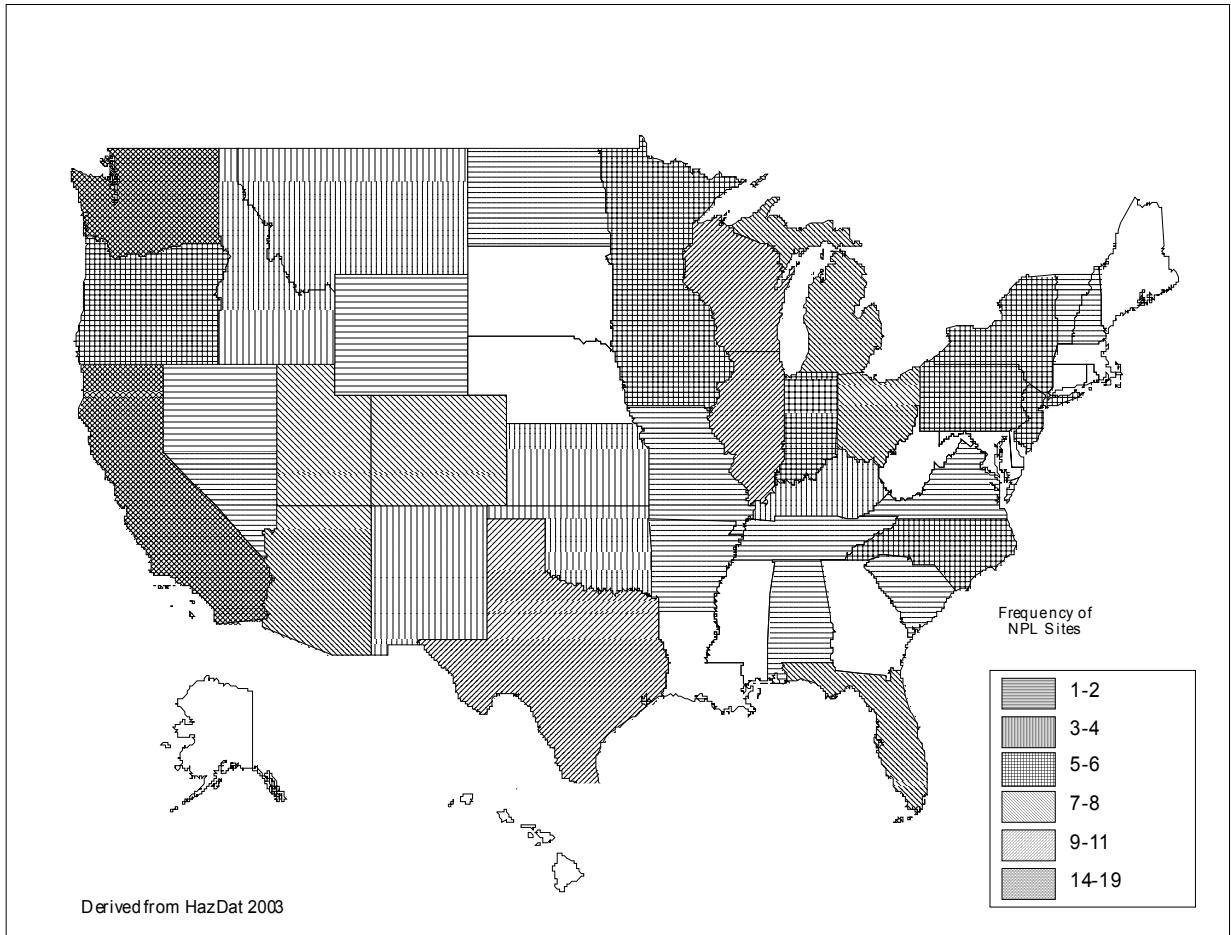 Frequency of
NPL Sites
1-2
3-4
5-6
7-8
9-11
14-19
Derived from HazDat 2003